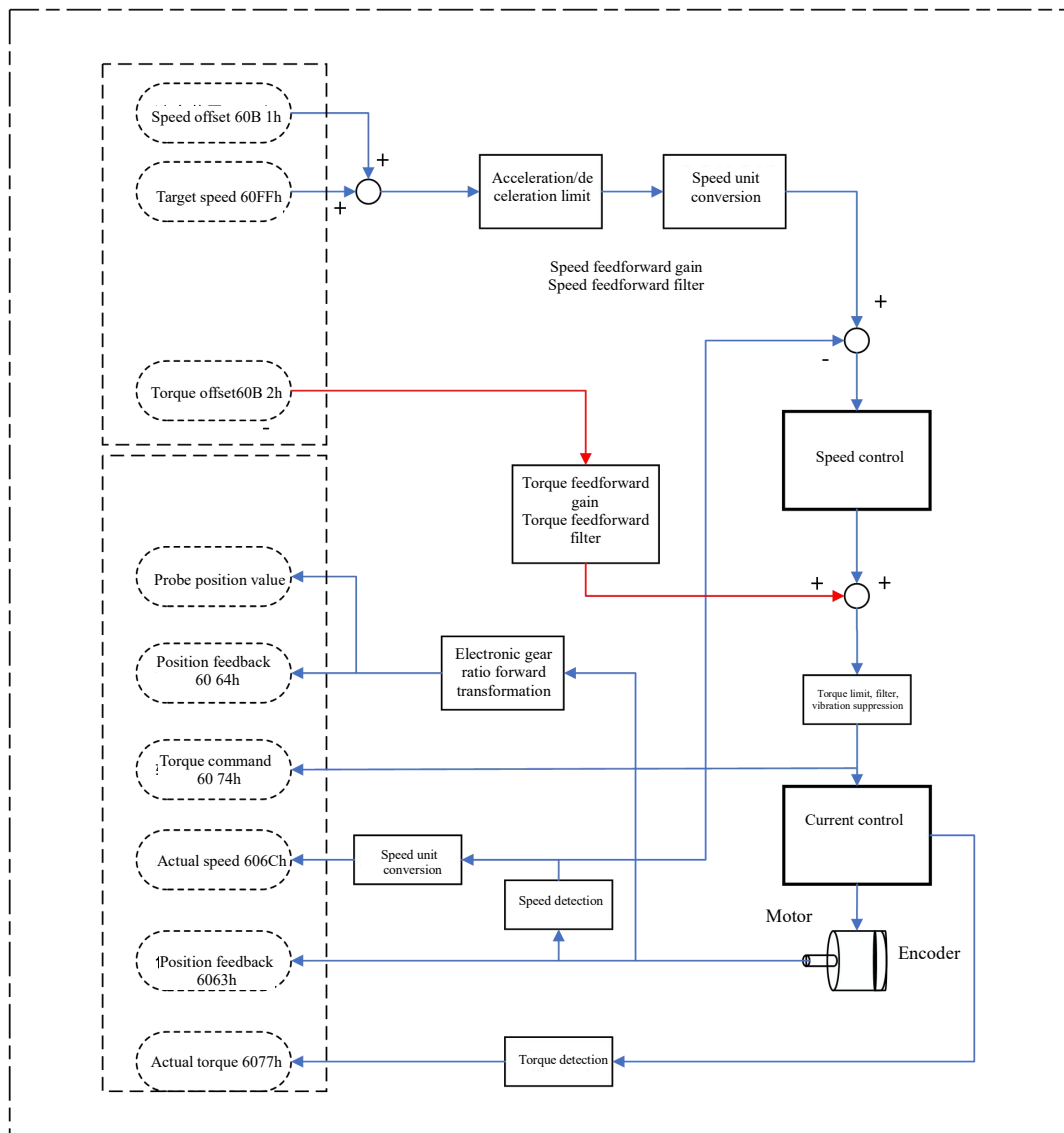 Speed offset 60B 1h
+
Target speed 60FFh
+
Acceleration/de
celeration limit
Speed unit
conversion
Speed feedforward gain
Speed feedforward filter
+
-
Torque offset60B 2h
-
Speed control
Torque feedforward
gain
Torque feedforward
filter
+
+
Probe position value
Position feedback
60 64h
Electronic gear
ratio forward
transformation
Torque limit, filter,
vibration suppression
Torque command
60 74h
Current control
Actual speed 606Ch
Speed unit
conversion
Speed detection
Motor
Encoder
Position feedback
6063h
Actual torque 6077h
Torque detection